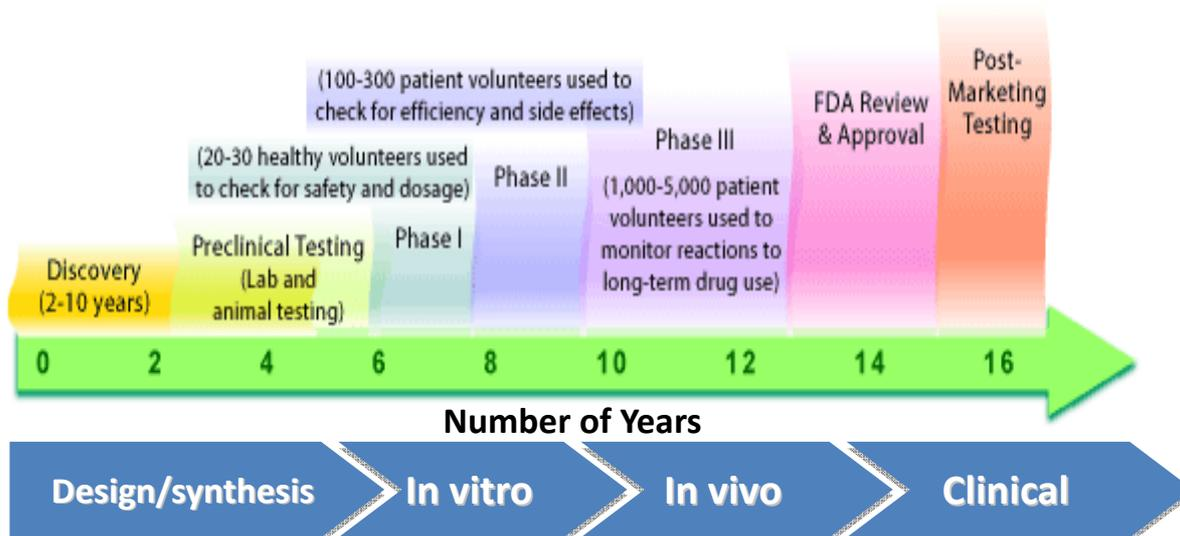 Discovery
(2-10 years)
Preclinical Testing
(Lab and
animal testing)
(20-30 healthy volunteers used
to check for safety and dosage)
Phase I
(100-300 patient volunteers used to
check for efficiency and side effects)
Phase II
Phase III
(1,000-5,000 patient
volunteers used to
monitor reactions to
long-term drug use)
FDA Review
& Approval
Post-
Marketing
Testing
0 2 4 6 8 10 12 14 16
Number of Years
Design/synthesis In vitro In vivo Clinical